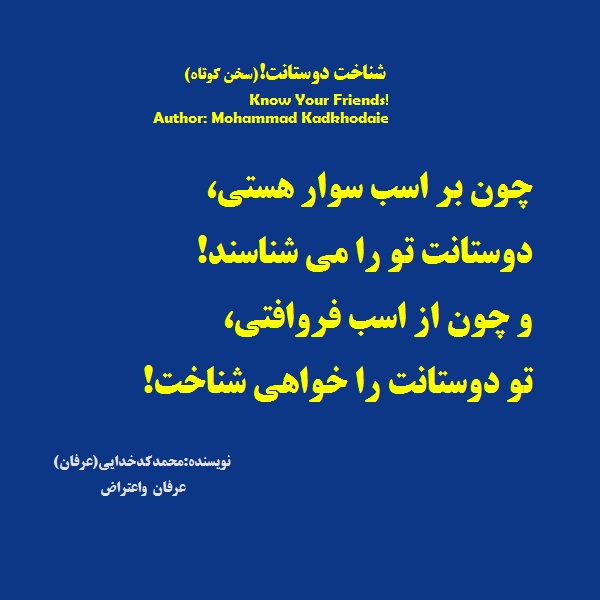 شناخت دوستانت!(سخن کوتاه)
Know Your Friends!
Author: Mohammad Kadkhodaie
چون بر اسب سوار هستی،
دوستانت تو را می شناسند!
و چون از اسب فروافتی،
تو دوستانت را خواهی شناخت!
نویسنده:محمدکدخدایی(عرفان)
عرفان واعتراض